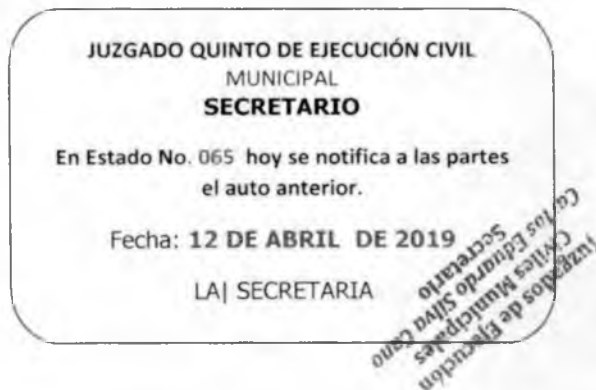 JUZGADO QUINTO DE EJECUCIÓN CIVIL
MUNICIPAL
SECRETARIO
En Estado No. 065 hoy se notifica a las partes
el auto anterior.
Fecha: 12 DE ABRIL DE 2019
LA| SECRETARIA
Juzgados de Ejecución
Civiles Municipales
Carlos Eduardo Silva Cano
Secretario